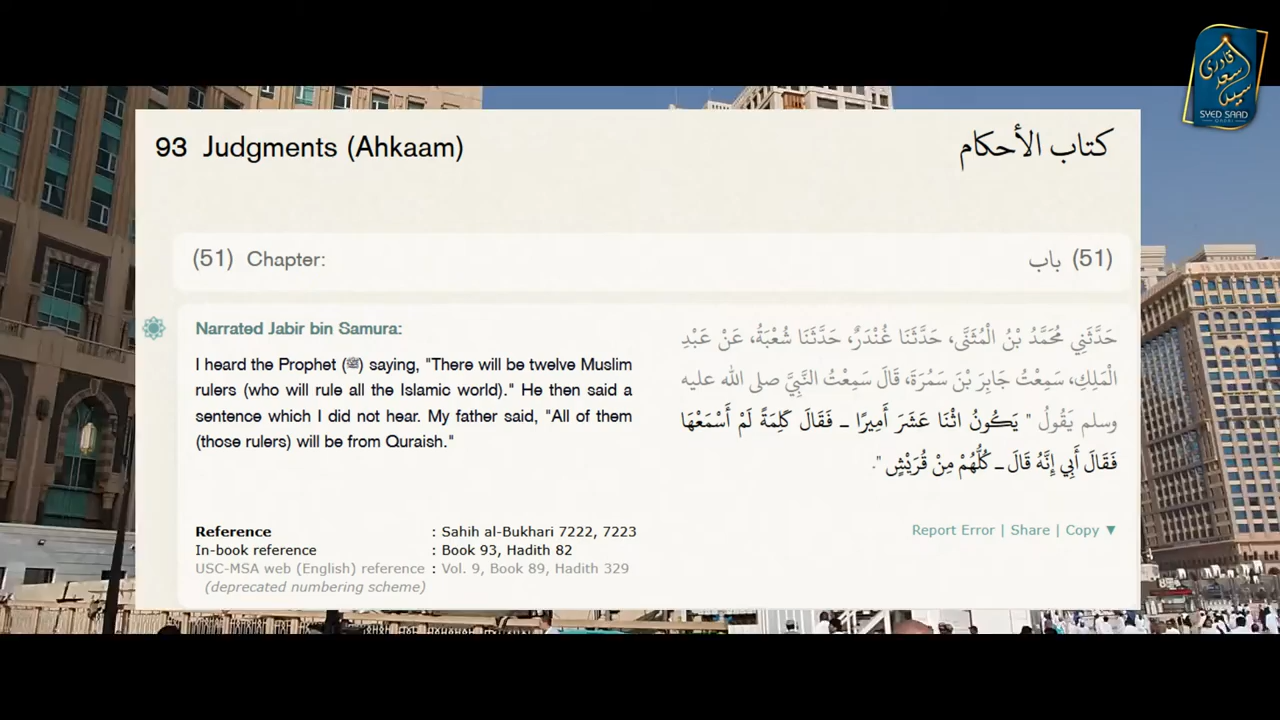 قادري
سعد
سيد
SYED SAAD
QADRI
93 Judgments (Ahkaam)
كتاب الأحكام
(51) Chapter:
(51) باب
Narrated Jabir bin Samura:
I heard the Prophet (ﷺ) saying, "There will be twelve Muslim
rulers (who will rule all the Islamic world)." He then said a
sentence which I did not hear. My father said, "All of them
(those rulers) will be from Quraish."
حَدَّثَنِي مُحَمَّدُ بْنُ الْمُثَنَّى، حَدَّثَنَا غُنْدَرٌ، حَدَّثَنَا شُعْبَةُ، عَنْ عَبْدِ
الْمَلِكِ، سَمِعْتُ جَابِرَ بْنَ سَمُرَةَ، قَالَ سَمِعْتُ النَّبِيَّ صلى الله عليه
وسلم يَقُولُ " يَكُونُ اثْنَا عَشَرَ أَمِيرًا ـ فَقَالَ كَلِمَةً لَمْ أَسْمَعْهَا
فَقَالَ أَبِي إِنَّهُ قَالَ ـ كُلُّهُمْ مِنْ قُرَيْشٍ ".
Reference : Sahih al-Bukhari 7222, 7223
In-book reference : Book 93, Hadith 82
USC-MSA web (English) reference : Vol. 9, Book 89, Hadith 329
(deprecated numbering scheme)
Report Error | Share | Copy ▼